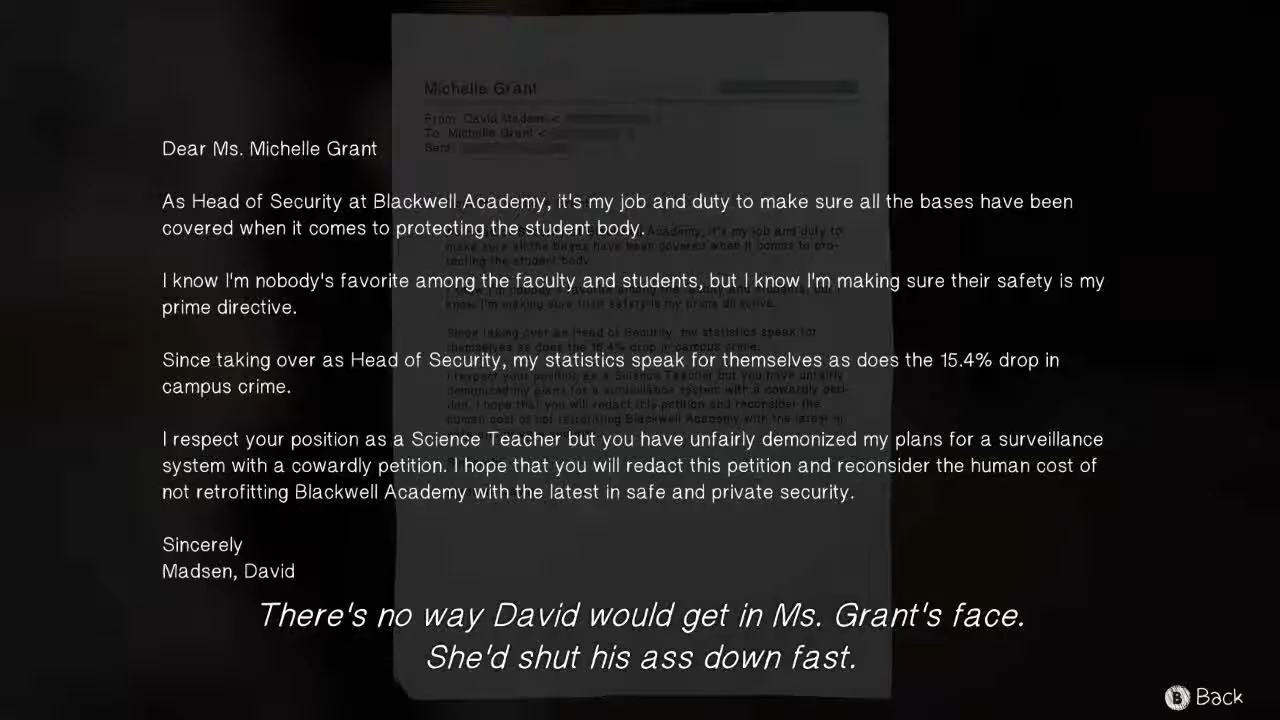 Michelle Grant
From: David Madsen <
To: Michelle Grant <
Sent:
Dear Ms. Michelle Grant
As Head of Security at Blackwell Academy, it's my job and duty to make sure all the bases have been
covered when it comes to protecting the student body.
I know I'm nobody's favorite among the faculty and students, but I know I'm making sure their safety is my
prime directive.
Since taking over as Head of Security, my statistics speak for themselves as does the 15.4% drop in
campus crime.
I respect your position as a Science Teacher but you have unfairly demonized my plans for a surveillance
system with a cowardly petition. I hope that you will redact this petition and reconsider the human cost of
not retrofitting Blackwell Academy with the latest in safe and private security.
Sincerely
Madsen, David
There's no way David would get in Ms. Grant's face.
She'd shut his ass down fast.
B Back